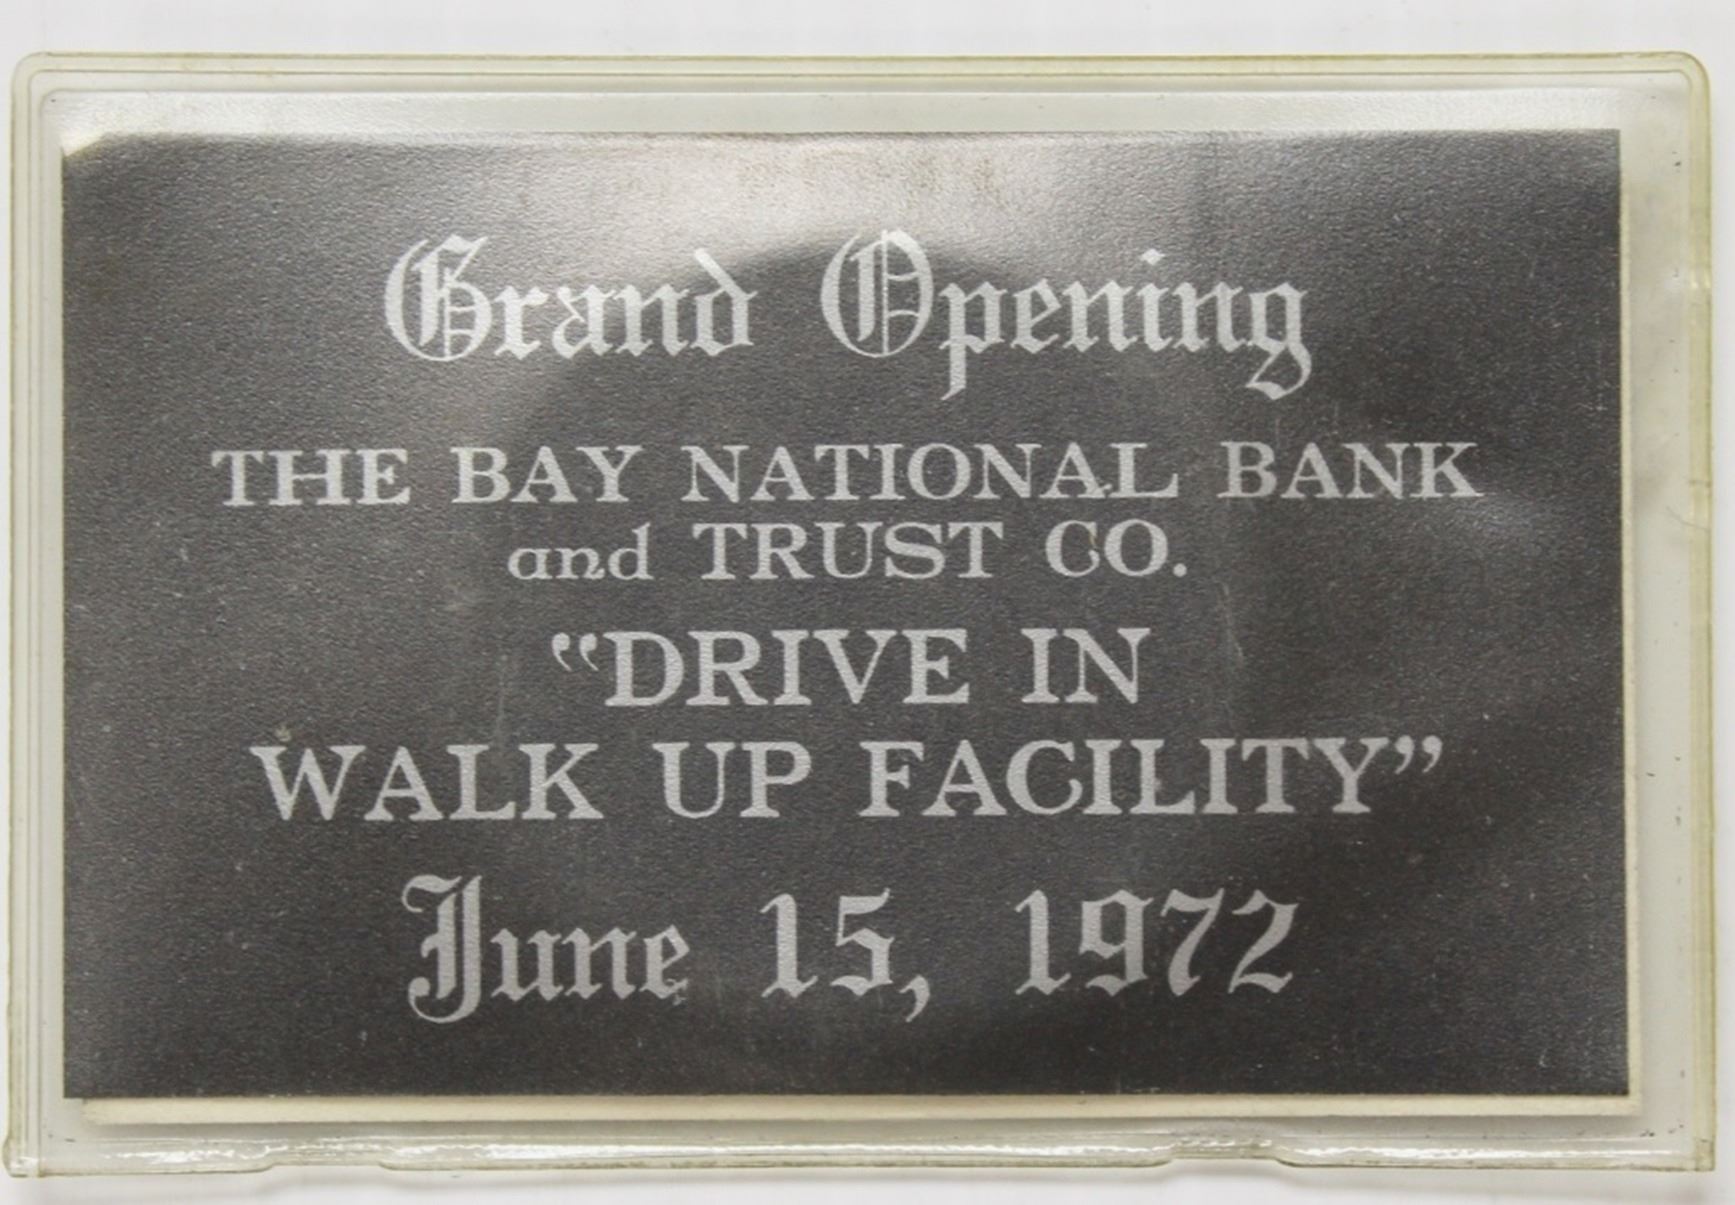 Grand Opening
THE BAY NATIONAL BANK
and TRUST CO.
“DRIVE IN
WALK UP FACILITY”
June 15, 1972